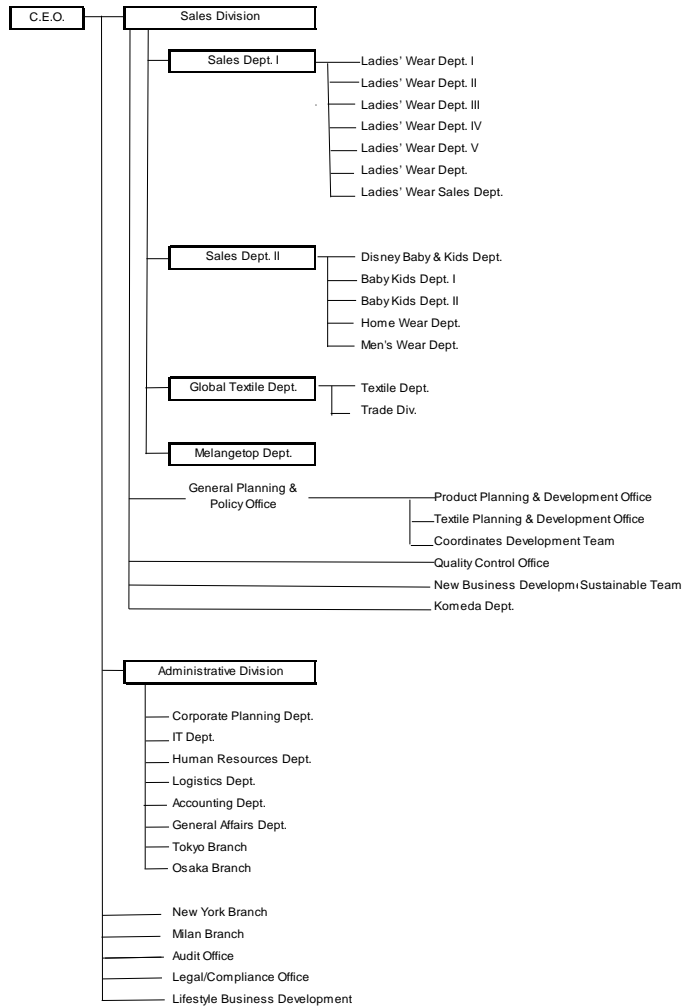 C.E.O.
Sales Division
Sales Dept. I
Ladies' Wear Dept. I
Ladies' Wear Dept. II
Ladies' Wear Dept. III
Ladies' Wear Dept. IV
Ladies' Wear Dept. V
Ladies' Wear Dept.
Ladies' Wear Sales Dept.
Sales Dept. II
Disney Baby & Kids Dept.
Baby Kids Dept. I
Baby Kids Dept. II
Home Wear Dept.
Men's Wear Dept.
Global Textile Dept.
Textile Dept.
Trade Div.
Melangetop Dept.
General Planning &
Policy Office
Product Planning & Development Office
Textile Planning & Development Office
Coordinates Development Team
Quality Control Office
New Business Developm Sustainable Team
Komeda Dept.
Administrative Division
Corporate Planning Dept.
IT Dept.
Human Resources Dept.
Logistics Dept.
Accounting Dept.
General Affairs Dept.
Tokyo Branch
Osaka Branch
New York Branch
Milan Branch
Audit Office
Legal/Compliance Office
Lifestyle Business Development